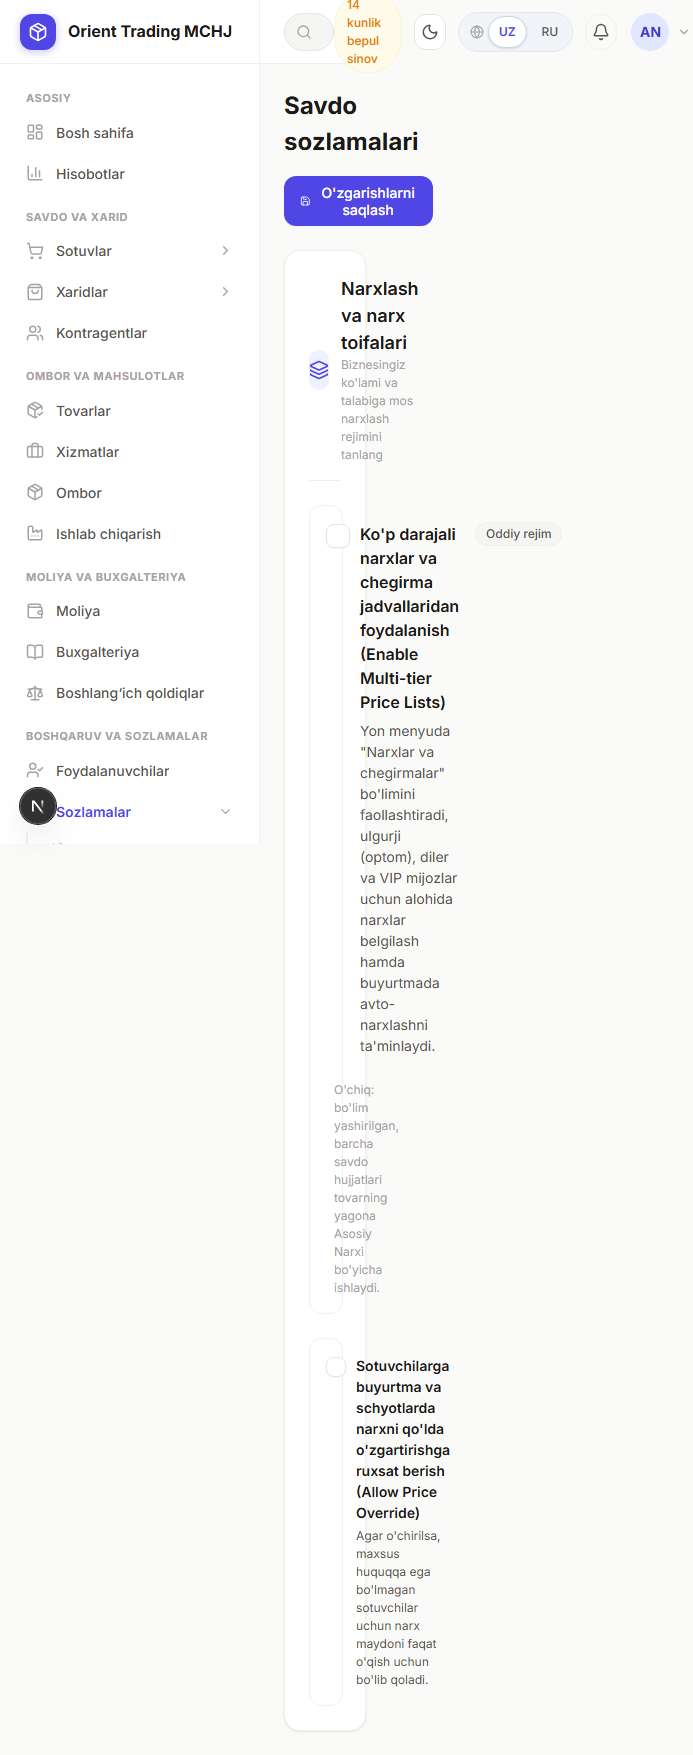 Orient Trading MCHJ
14
kunlik
bepul
sinov
UZ
RU
AN
ASOSIY
Bosh sahifa
Hisobotlar
SAVDO VA XARID
Sotuvlar
Xaridlar
Kontragentlar
OMBOR VA MAHSULOTLAR
Tovarlar
Xizmatlar
Ombor
Ishlab chiqarish
MOLIYA VA BUXGALTERIYA
Moliya
Buxgalteriya
Boshlang‘ich qoldiqlar
BOSHQARUV VA SOZLAMALAR
Foydalanuvchilar
N
Sozlamalar
Savdo
sozlamalari
O'zgarishlarni
saqlash
Narxlash
va narx
toifalari
Biznesingiz
ko'lami va
talabiga mos
narxlash
rejimini
tanlang
Ko'p darajali
narxlar va
chegirma
jadvallaridan
foydalanish
(Enable
Multi-tier
Price Lists)
Oddiy rejim
Yon menyuda
"Narxlar va
chegirmalar"
bo'limini
faollashtiradi,
ulgurji
(optom), diler
va VIP mijozlar
uchun alohida
narxlar
belgilash
hamda
buyurtmada
avto-
narxlashni
ta'minlaydi.
O'chiq:
bo'lim
yashirilgan,
barcha
savdo
hujjatlari
tovarning
yagona
Asosiy
Narxi
bo'yicha
ishlaydi.
Sotuvchilarga
buyurtma va
schyotlarda
narxni qo'lda
o'zgartirishga
ruxsat berish
(Allow Price
Override)
Agar o'chirilsa,
maxsus
huquqqa ega
bo'lmagan
sotuvchilar
uchun narx
maydoni faqat
o'qish uchun
bo'lib qoladi.